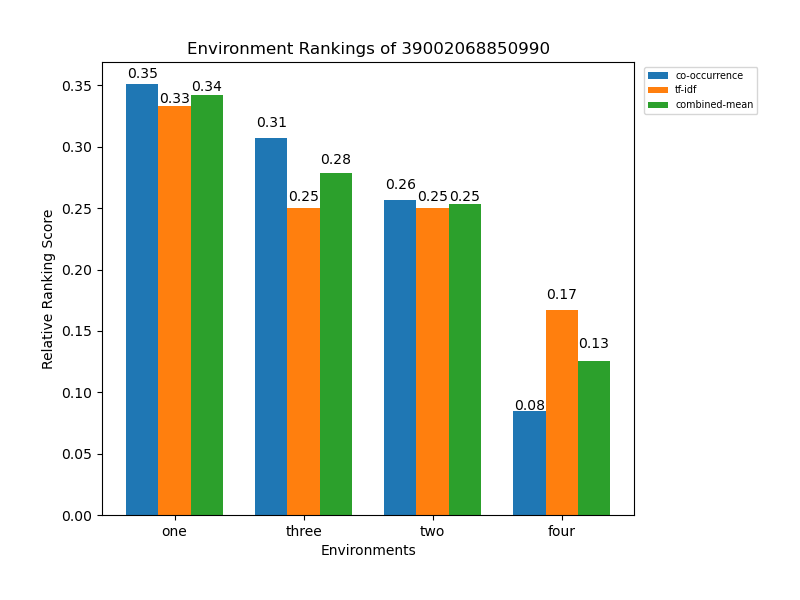 Environment Rankings of 39002068850990
co-occurrence
tf-idf
combined-mean
0.35
0.33
0.34
0.31
0.25
0.28
0.26
0.25
0.25
0.08
0.17
0.13
0.35
0.30
0.25
0.20
0.15
0.10
0.05
0.00
Relative Ranking Score
one three two four
Environments